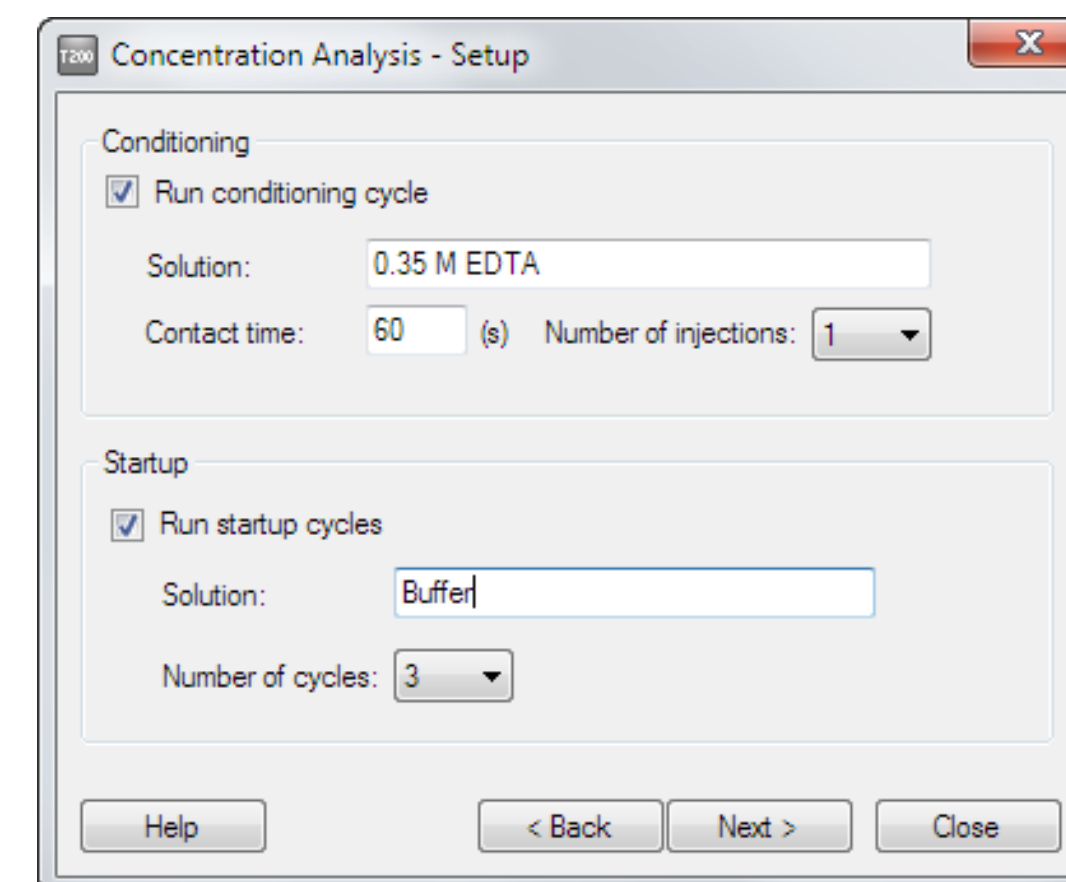 T200 Concentration Analysis - Setup
Conditioning
Run conditioning cycle
Solution: 0.35 M EDTA
Contact time: 60 (s) Number of injections: 1
Startup
Run startup cycles
Solution: Buffer
Number of cycles: 3
Help < Back Next > Close